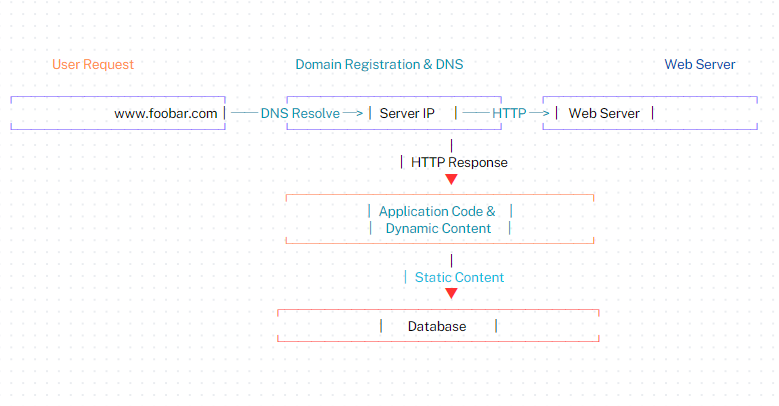 User Request Domain Registration & DNS Web Server
www.foobar.com DNS Resolve Server IP HTTP Web Server
HTTP Response
Application Code &
Dynamic Content
Static Content
Database